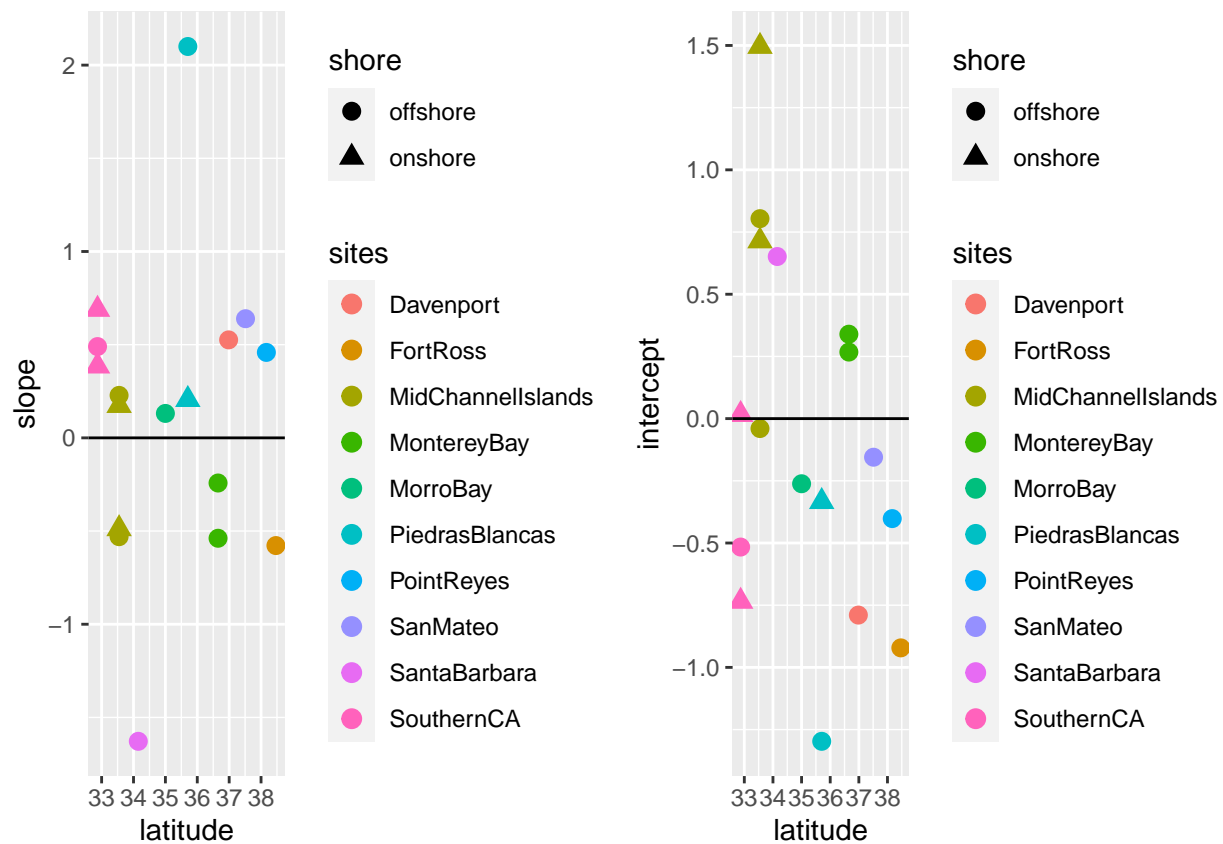 2
1
0
−1
slope
33 34 35 36 37 38
latitude
shore
offshore
onshore
sites
Davenport
FortRoss
MidChannelIslands
MontereyBay
MorroBay
PiedrasBlancas
PointReyes
SanMateo
SantaBarbara
SouthernCA
1.5
1.0
0.5
0.0
−0.5
−1.0
intercept
33 34 35 36 37 38
latitude
shore
offshore
onshore
sites
Davenport
FortRoss
MidChannelIslands
MontereyBay
MorroBay
PiedrasBlancas
PointReyes
SanMateo
SantaBarbara
SouthernCA